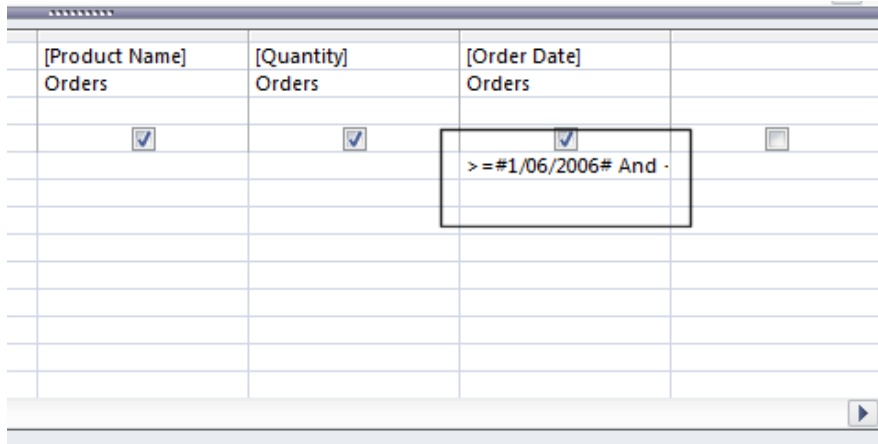 [Product Name] [Quantity] [Order Date]
Orders Orders Orders
>=#1/06/2006# And